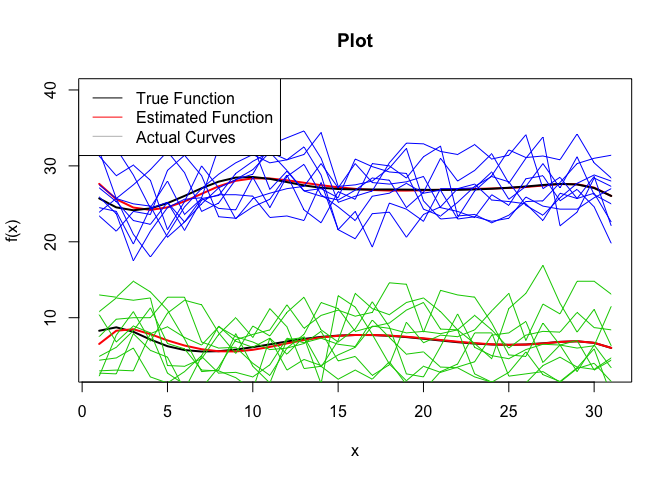 Plot
True Function
Estimated Function
Actual Curves
f(x)
40
30
20
10
0 5 10 15 20 25 30
x